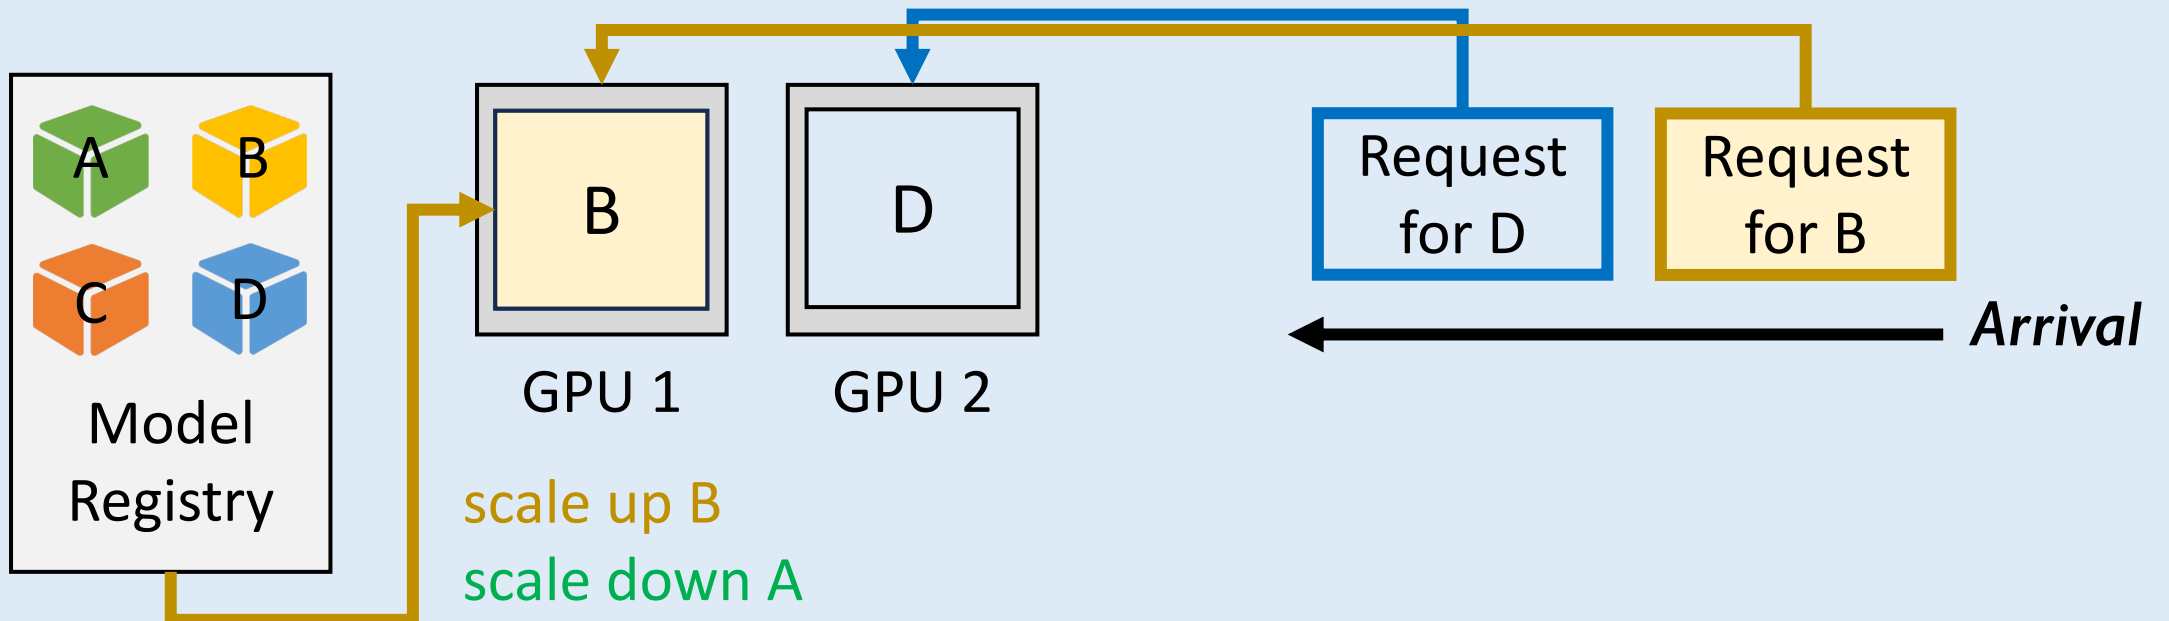 A
B
C
D
Model
Registry
B
GPU 1
D
GPU 2
scale up B
scale down A
Request
for D
Request
for B
Arrival